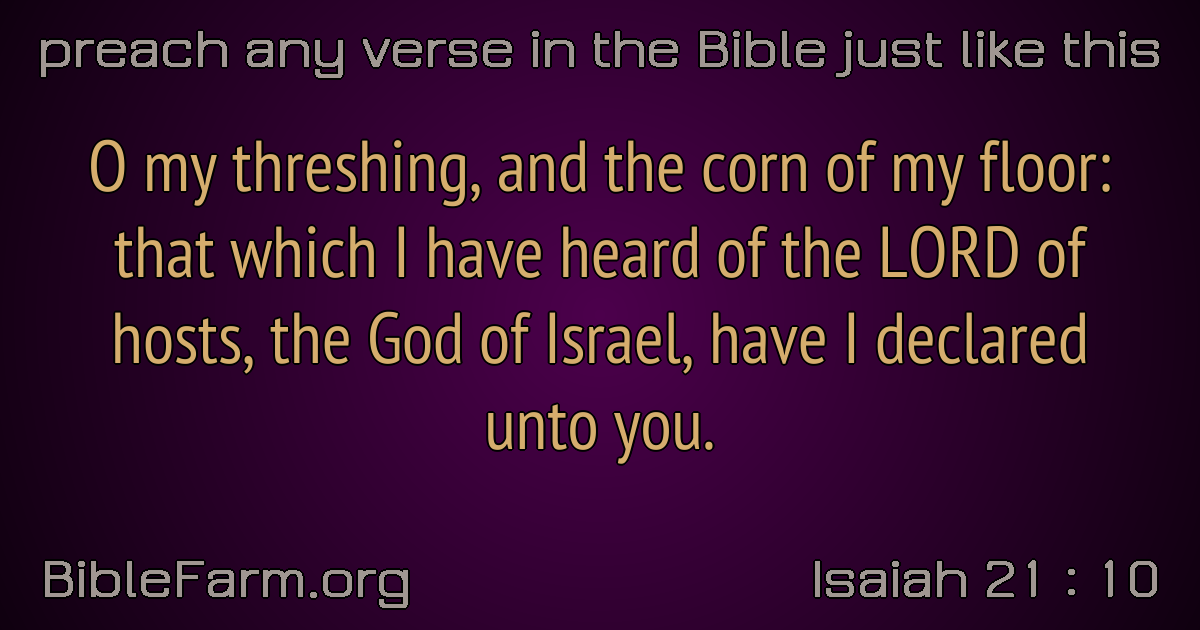 preach any verse in the Bible just like this
O my threshing, and the corn of my floor:
that which I have heard of the LORD of
hosts, the God of Israel, have I declared
unto you.
BibleFarm.org
Isaiah 21 : 10